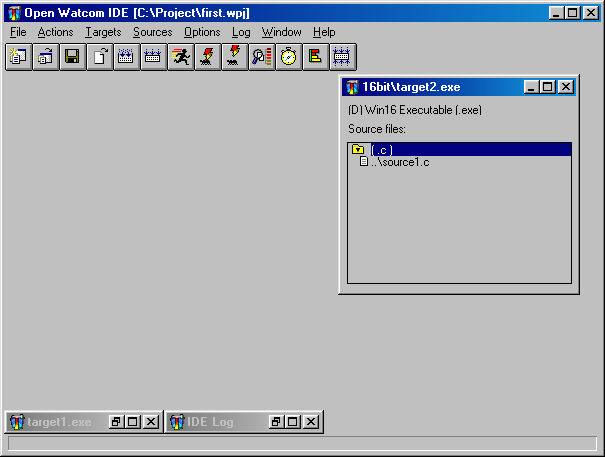 Open Watcom IDE [C:\Project\first.wpj]
File Actions Targets Sources Options Log Window Help
16bit\target2.exe
(D) Win16 Executable (.exe)
Source files:
( .c )
..\source1.c
target1.exe
IDE Log